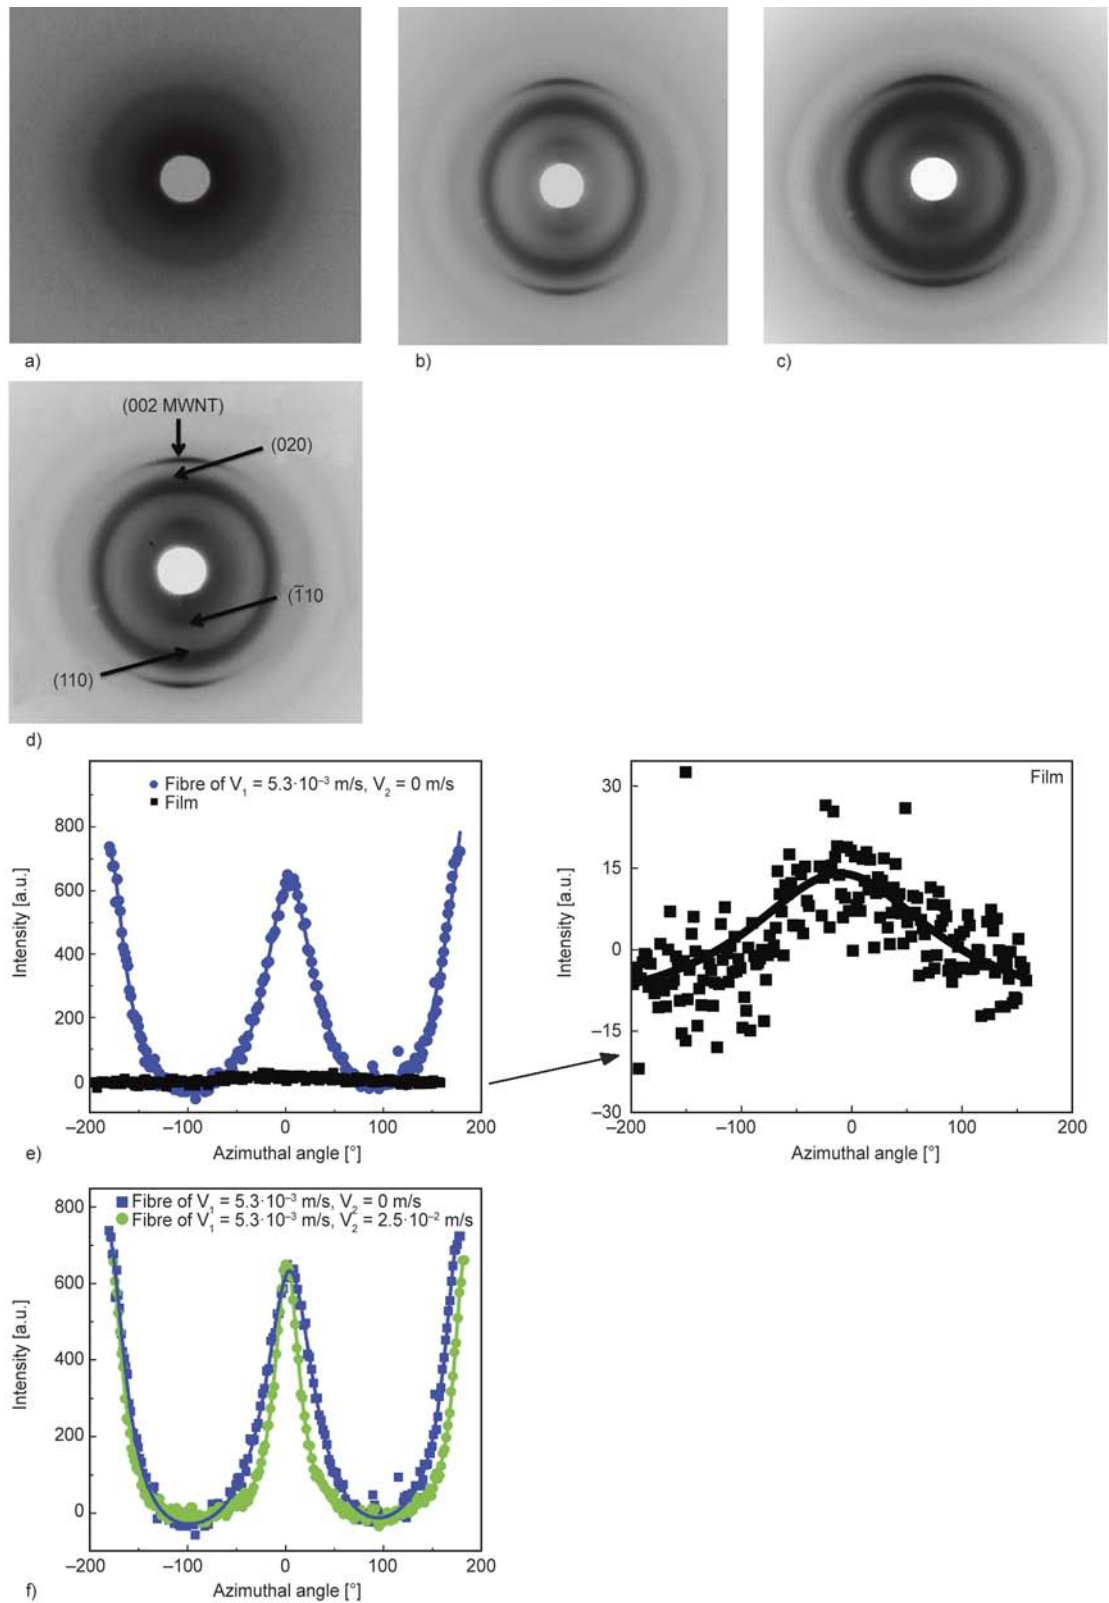 a)
b)
c)
(002 MWNT)
(020)
(1̅10
(110)
d)
Fibre of V₁ = 5.3·10⁻³ m/s, V₂ = 0 m/s
Film
800
600
400
200
0
Intensity [a.u.]
−200
−100
0
100
200
Azimuthal angle [°]
e)
Film
30
15
0
−15
−30
Intensity [a.u.]
−200
−100
0
100
200
Azimuthal angle [°]
Fibre of V₁ = 5.3·10⁻³ m/s, V₂ = 0 m/s
Fibre of V₁ = 5.3·10⁻³ m/s, V₂ = 2.5·10⁻² m/s
800
600
400
200
0
Intensity [a.u.]
−200
−100
0
100
200
Azimuthal angle [°]
f)